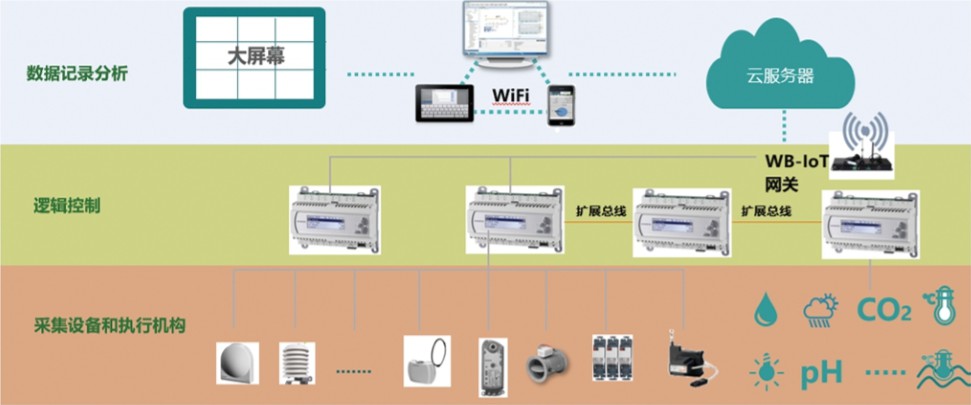 数据记录分析
大屏幕
WiFi
云服务器
WB-IoT
网关
逻辑控制
扩展总线
扩展总线
采集设备和执行机构
CO2
℃
pH
℃